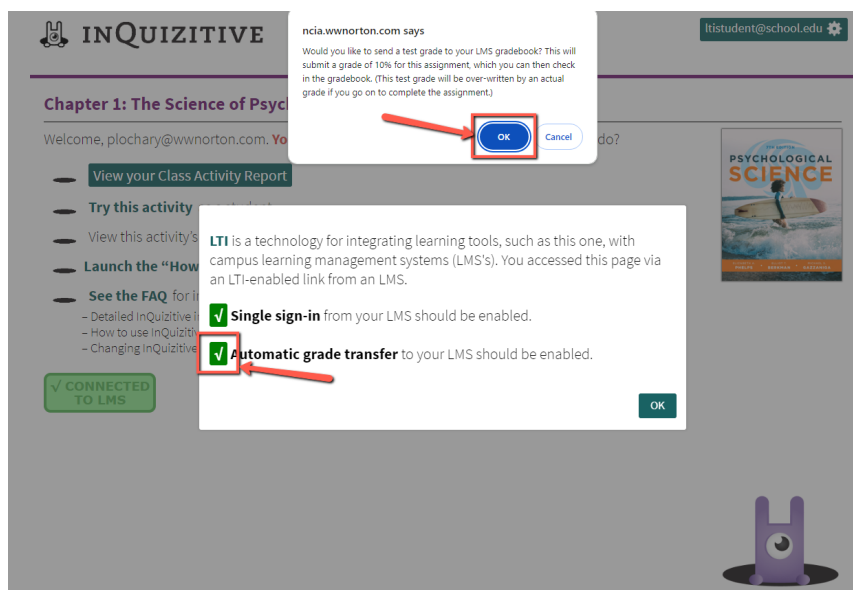 INQUIZITIVE
ltistudent@school.edu
ncia.wwnorton.com says
Would you like to send a test grade to your LMS gradebook? This will
submit a grade of 10% for this assignment, which you can then check
in the gradebook. (This test grade will be over-written by an actual
grade if you go on to complete the assignment.)
OK Cancel
Chapter 1: The Science of Psyc
Welcome, plochary@wwnorton.com. Yo do?
View your Class Activity Report
Try this activity
View this activity's
Launch the “How
See the FAQ for
– Detailed InQuizitive
– How to use InQuizitiv
– Changing InQuizitive
√ CONNECTED
TO LMS
LTI is a technology for integrating learning tools, such as this one, with
campus learning management systems (LMS's). You accessed this page via
an LTI-enabled link from an LMS.
√ Single sign-in from your LMS should be enabled.
√ Automatic grade transfer to your LMS should be enabled.
OK
PSYCHOLOGICAL
SCIENCE